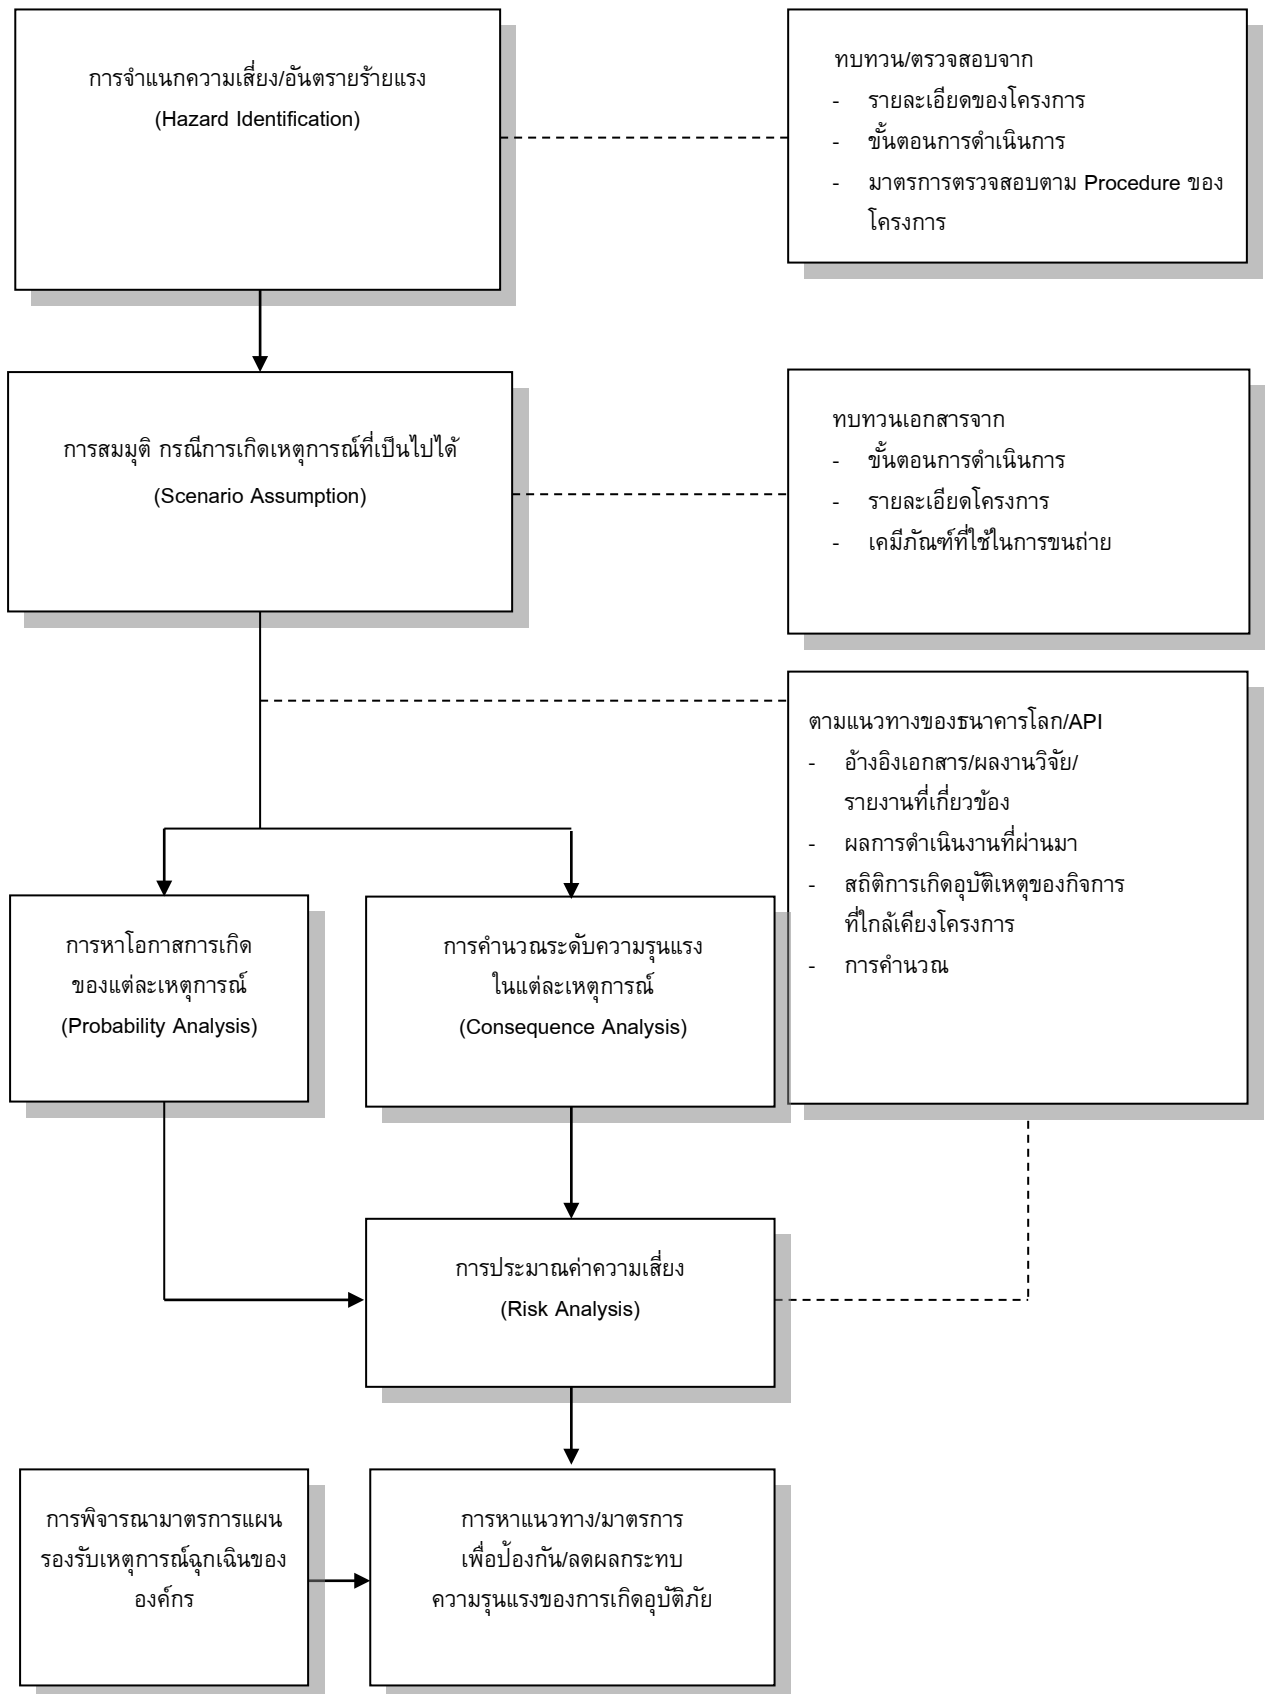 การจำแนกความเสี่ยง/อันตรายร้ายแรง
(Hazard Identification)
ทบทวน/ตรวจสอบจาก
- รายละเอียดของโครงการ
- ขั้นตอนการดำเนินการ
- มาตรการตรวจสอบตาม Procedure ของ
โครงการ
การสมมุติ กรณีการเกิดเหตุการณ์ที่เป็นไปได้
(Scenario Assumption)
ทบทวนเอกสารจาก
- ขั้นตอนการดำเนินการ
- รายละเอียดโครงการ
- เคมีภัณฑ์ที่ใช้ในการขนถ่าย
ตามแนวทางของธนาคารโลก/API
- อ้างอิงเอกสาร/ผลงานวิจัย/
รายงานที่เกี่ยวข้อง
- ผลการดำเนินงานที่ผ่านมา
- สถิติการเกิดอุบัติเหตุของกิจการ
ที่ใกล้เคียงโครงการ
- การคำนวณ
การหาโอกาสการเกิด
ของแต่ละเหตุการณ์
(Probability Analysis)
การคำนวณระดับความรุนแรง
ในแต่ละเหตุการณ์
(Consequence Analysis)
การประมาณค่าความเสี่ยง
(Risk Analysis)
การพิจารณามาตรการแผน
รองรับเหตุการณ์ฉุกเฉินของ
องค์กร
การหาแนวทาง/มาตรการ
เพื่อป้องกัน/ลดผลกระทบ
ความรุนแรงของการเกิดอุบัติภัย